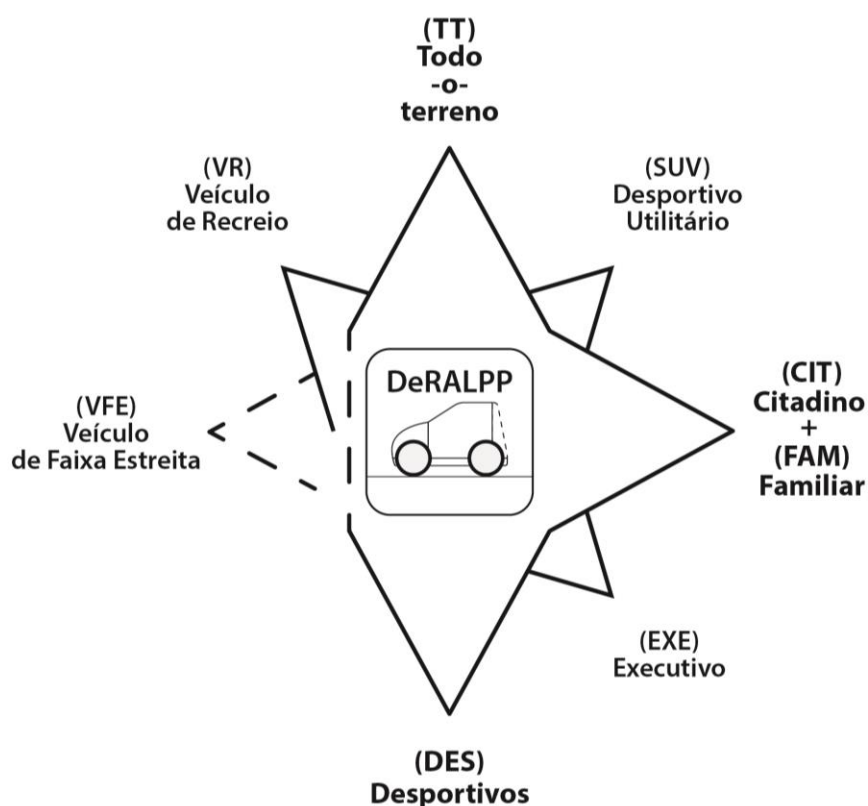 (TT)
Todo
-o-
terreno
(VR)
Veículo
de Recreio
(SUV)
Desportivo
Utilitário
DeRALPP
(VFE)
Veículo
de Faixa Estreita
(CIT)
Citadino
+
(FAM)
Familiar
(EXE)
Executivo
(DES)
Desportivos